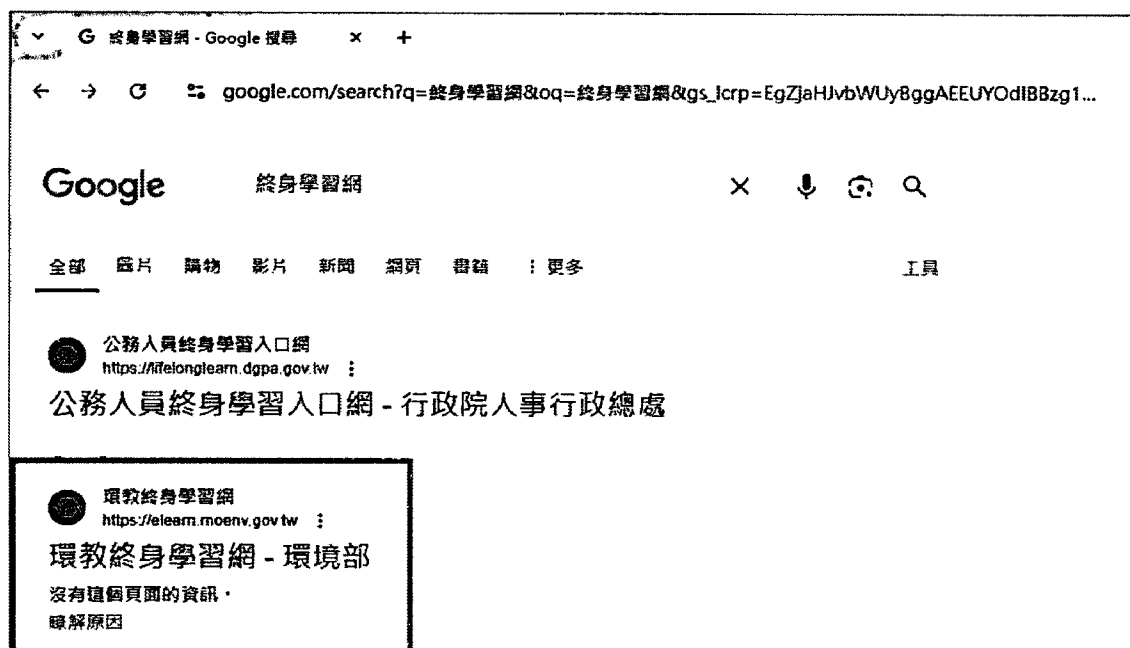 終身學習網 - Google 搜尋
google.com/search?q=終身學習網&oq=終身學習網&gs_lcrp=EgZjaHJvbWUyBggAEEUYOdIBBzg1...
Google 終身學習網
全部 圖片 購物 影片 新聞 網頁 書籍 ⋮ 更多 工具
公務人員終身學習入口網
https://lifelonglearn.dgpa.gov.tw
公務人員終身學習入口網 - 行政院人事行政總處
環教終身學習網
https://elearn.moenv.gov.tw
環教終身學習網 - 環境部
沒有這個頁面的資訊。
瞭解原因